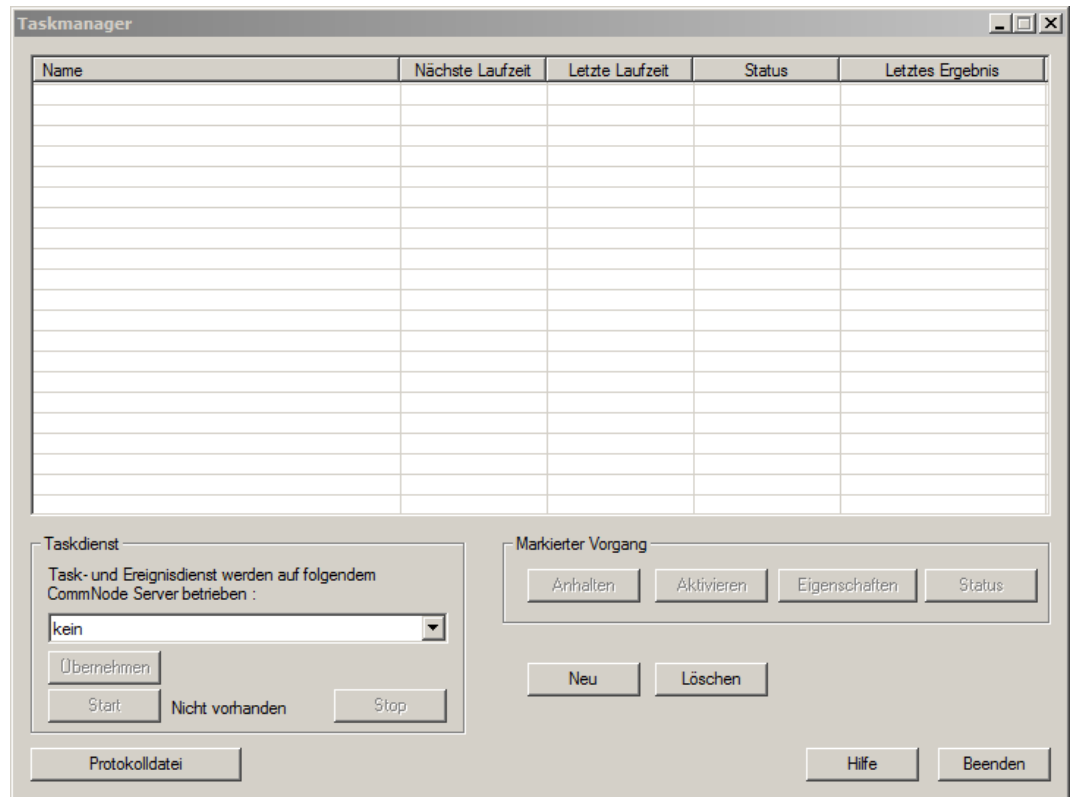 Taskmanager
Name Nächste Laufzeit Letzte Laufzeit Status Letztes Ergebnis
Taskdienst
Task- und Ereignisdienst werden auf folgendem
CommNode Server betrieben :
kein
Übernehmen
Start Nicht vorhanden Stop
Markierter Vorgang
Anhalten Aktivieren Eigenschaften Status
Neu Löschen
Protokolldatei Hilfe Beenden